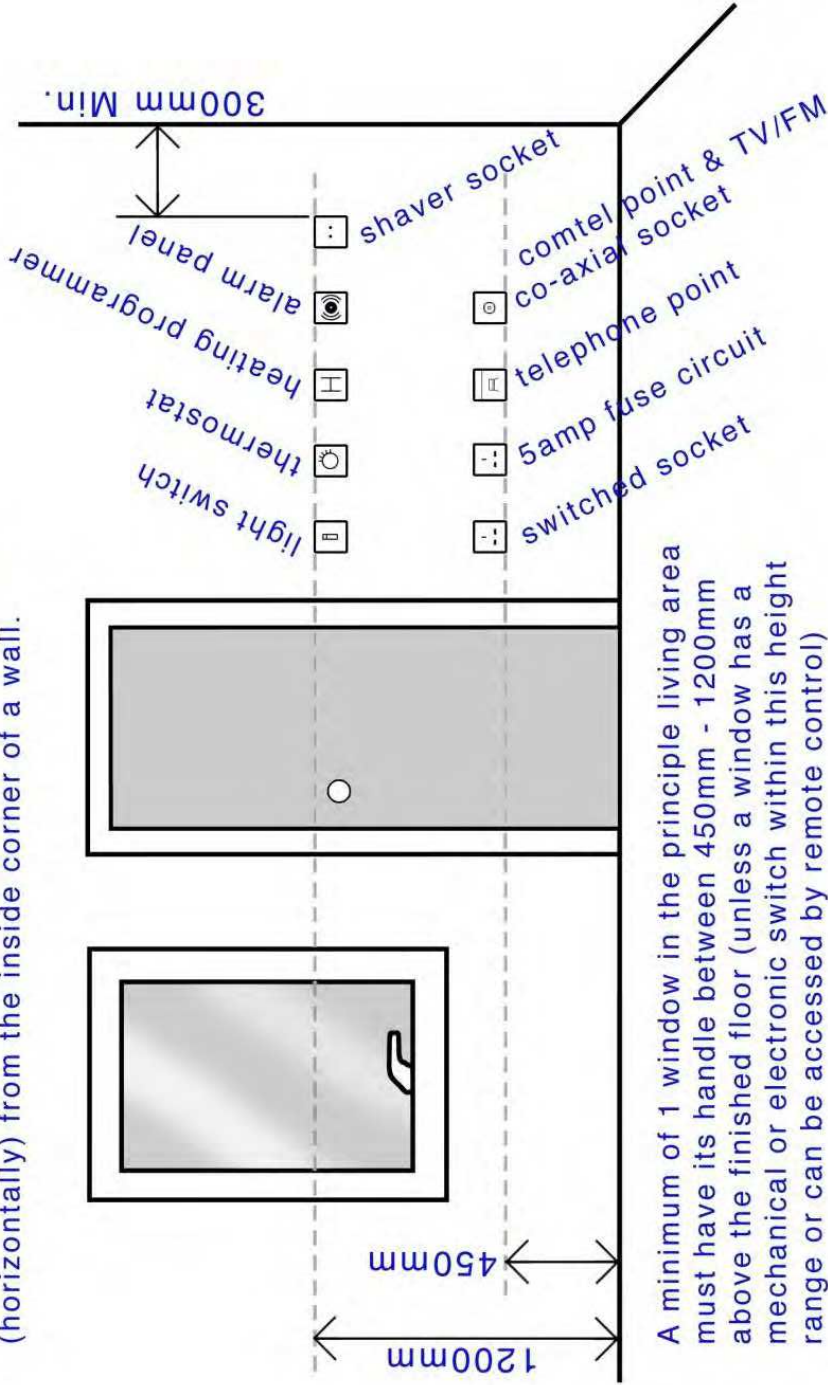 (horizontally) from the inside corner of a wall.
300mm Min.
light switch
thermostat
heating programmer
alarm panel
shaver socket
switched socket
5amp fuse circuit
telephone point
comtel point & TV/FM
co-axial socket
1200mm
450mm
A minimum of 1 window in the principle living area
must have its handle between 450mm - 1200mm
above the finished floor (unless a window has a
mechanical or electronic switch within this height
range or can be accessed by remote control)